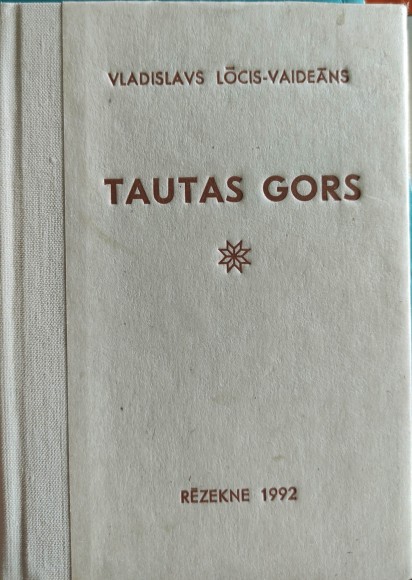 VLADISLAVS LŌCIS-VAIDEĀNS
TAUTAS GORS
RĒZEKNE 1992